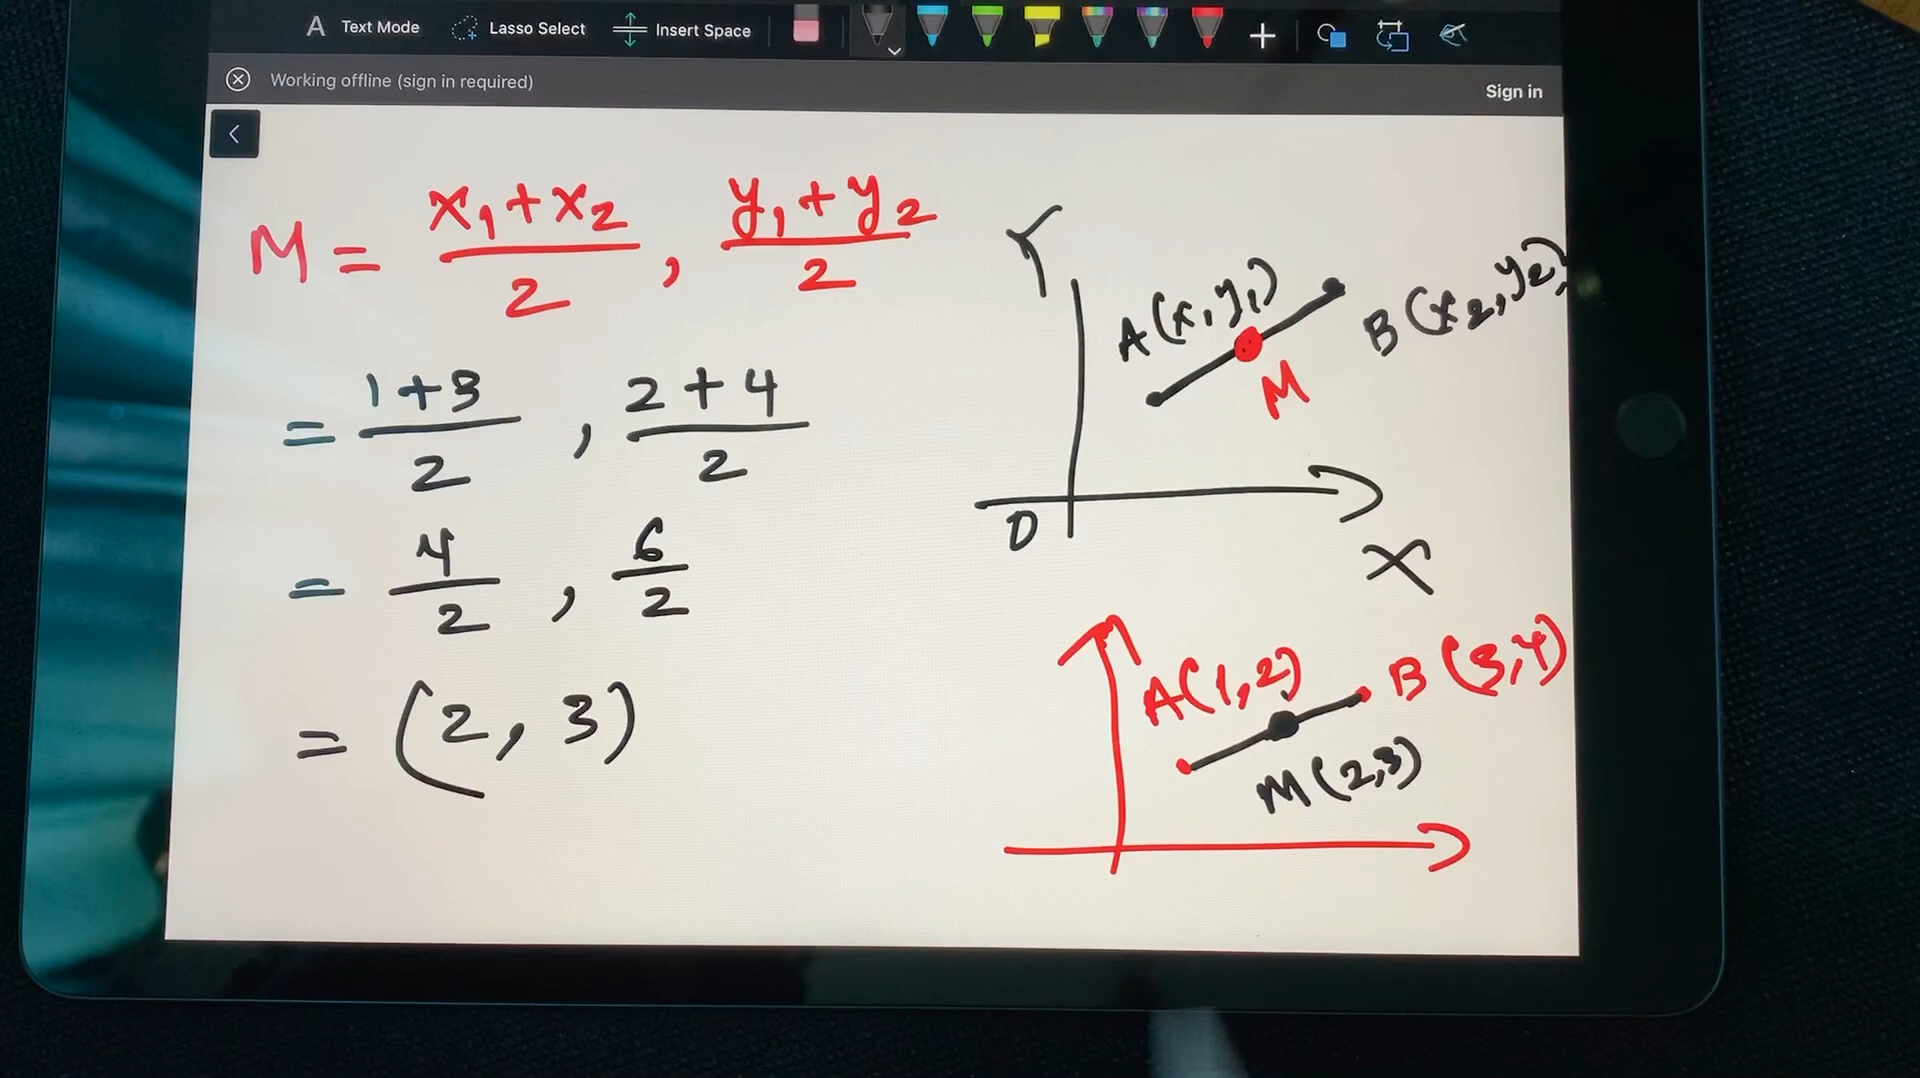 A Text Mode Lasso Select Insert Space
Working offline (sign in required)
Sign in
M = x₁+x₂/2, y₁+y₂/2
= 1+3/2, 2+4/2
= 4/2, 6/2
= (2, 3)
Y
A(x,y₁)
B(x₂,y₂)
M
O
X
A(1,2)
B(3,4)
M(2,3)